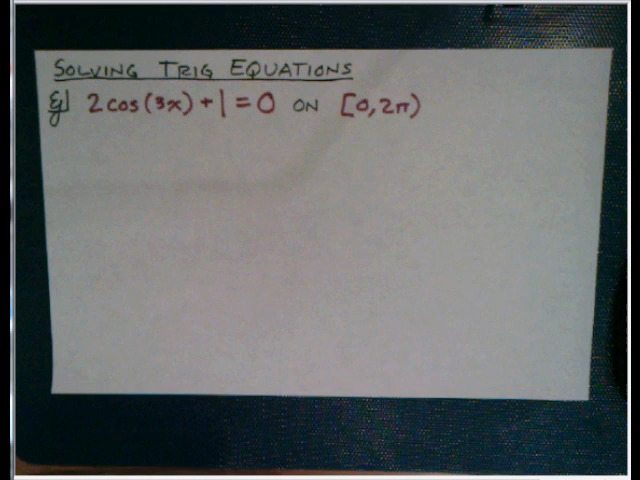 SOLVING TRIG EQUATIONS
Eg 2cos(3x)+1=0 ON [0,2π)